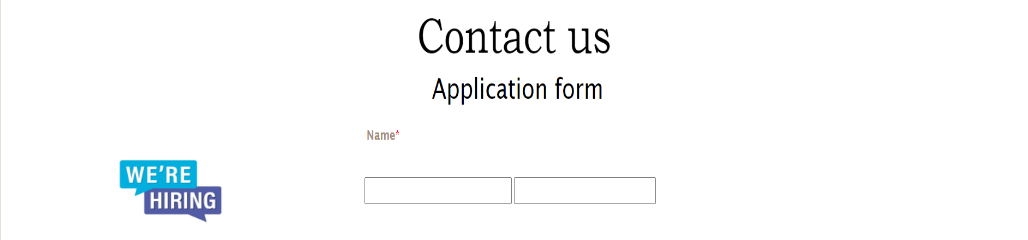 Contact us
Application form
Name*
WE'RE
HIRING